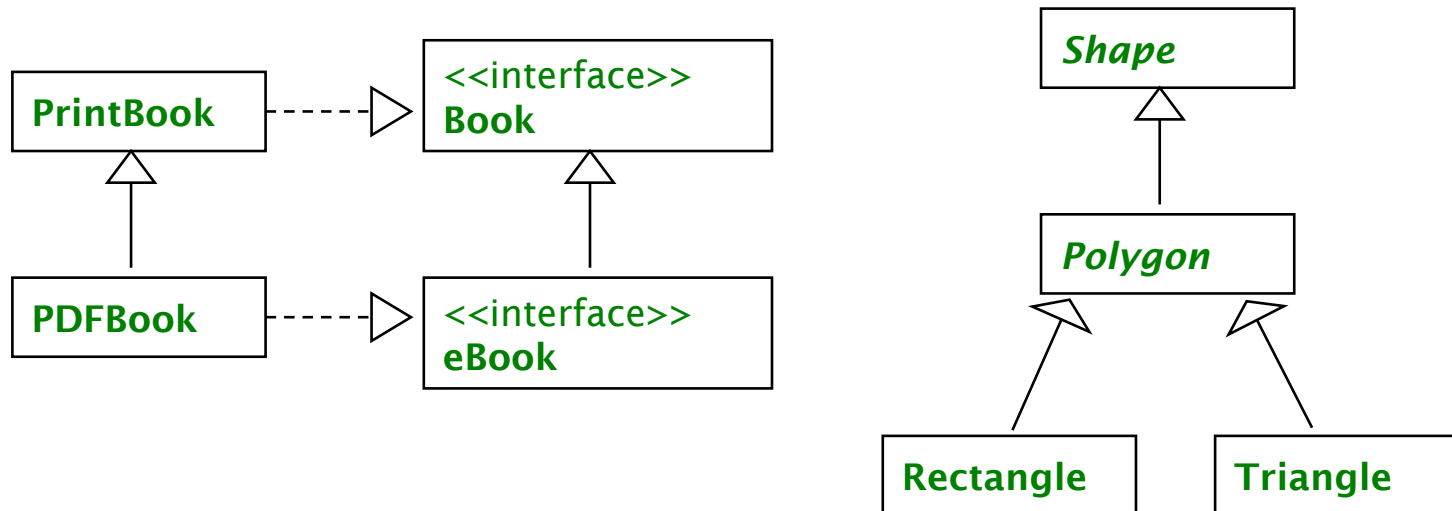 PrintBook
<<interface>>
Book
PDFBook
<<interface>>
eBook
Shape
Polygon
Rectangle
Triangle